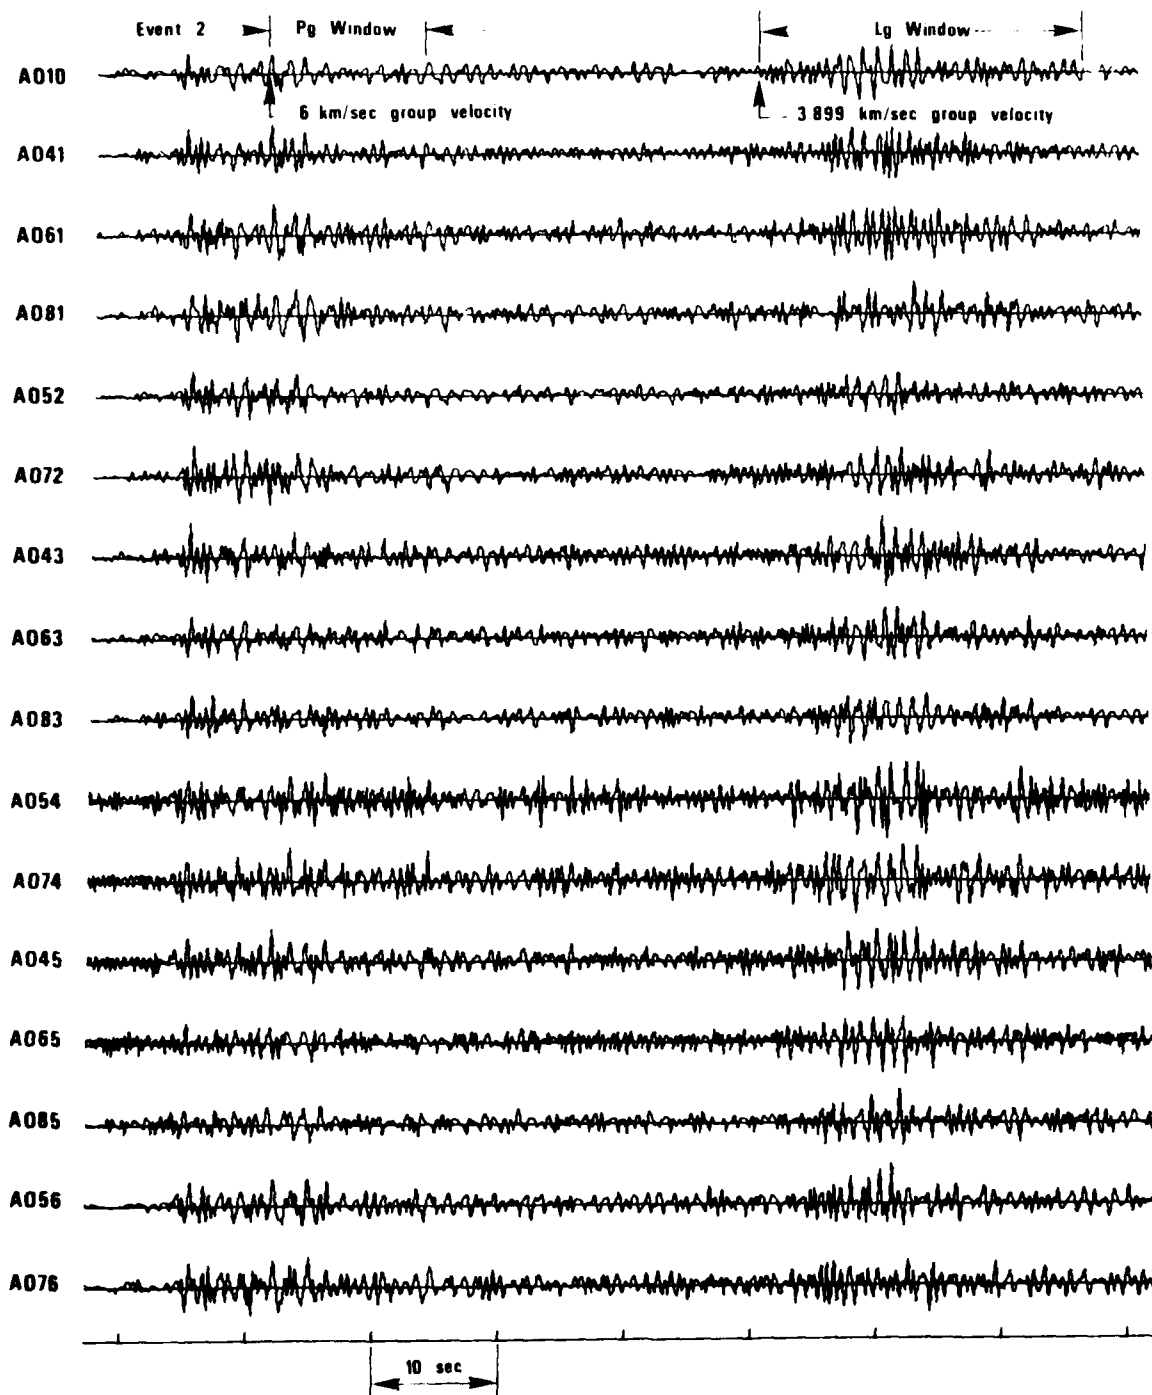 Event 2 Pg Window Lg Window
A010
6 km/sec group velocity 3.899 km/sec group velocity
A041
A061
A081
A052
A072
A043
A063
A083
A054
A074
A045
A065
A085
A056
A076
10 sec